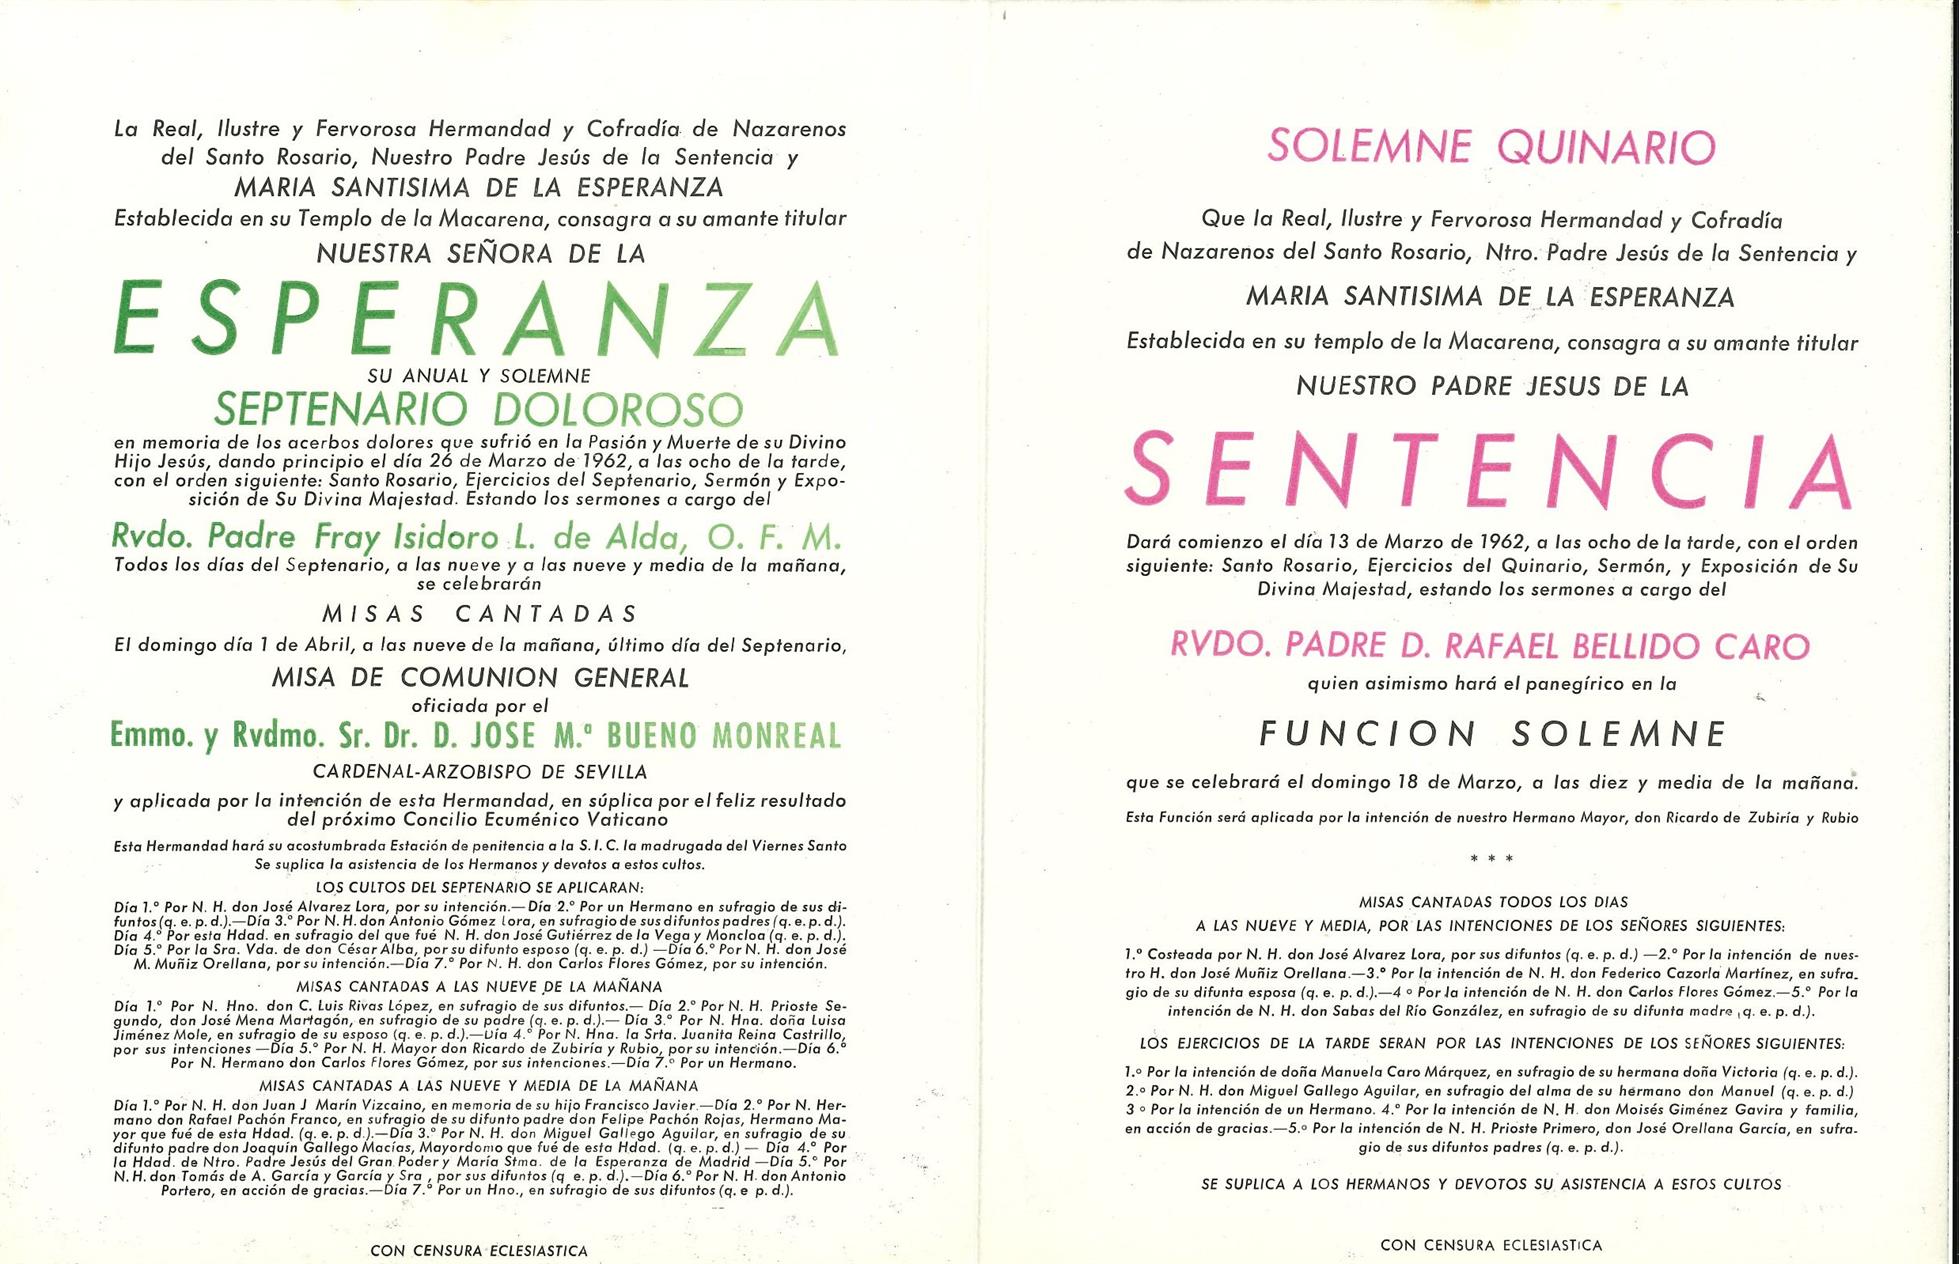 La Real, Ilustre y Fervorosa Hermandad y Cofradía de Nazarenos
del Santo Rosario, Nuestro Padre Jesús de la Sentencia y
MARIA SANTISIMA DE LA ESPERANZA
Establecida en su Templo de la Macarena, consagra a su amante titular
NUESTRA SEÑORA DE LA
ESPERANZA
SU ANUAL Y SOLEMNE
SEPTENARIO DOLOROSO
en memoria de los acerbos dolores que sufrió en la Pasión y Muerte de su Divino
Hijo Jesús, dando principio el día 26 de Marzo de 1962, a las ocho de la tarde,
con el orden siguiente: Santo Rosario, Ejercicios del Septenario, Sermón y Expo-
sición de Su Divina Majestad. Estando los sermones a cargo del
Rvdo. Padre Fray Isidoro L. de Alda, O. F. M.
Todos los días del Septenario, a las nueve y a las nueve y media de la mañana,
se celebrarán
MISAS CANTADAS
El domingo día 1 de Abril, a las nueve de la mañana, último día del Septenario,
MISA DE COMUNION GENERAL
oficiada por el
Emmo. y Rvdmo. Sr. Dr. D. JOSE M.ª BUENO MONREAL
CARDENAL-ARZOBISPO DE SEVILLA
y aplicada por la intención de esta Hermandad, en súplica por el feliz resultado
del próximo Concilio Ecuménico Vaticano
Esta Hermandad hará su acostumbrada Estación de penitencia a la S. I. C. la madrugada del Viernes Santo
Se suplica la asistencia de los Hermanos y devotos a estos cultos.
LOS CULTOS DEL SEPTENARIO SE APLICARAN:
Día 1.º Por N. H. don José Alvarez Lora, por su intención.—Día 2.º Por un Hermano en sufragio de sus di-
funtos (q. e. p. d.).—Día 3.º Por N. H. don Antonio Gómez Lora, en sufragio de sus difuntos padres (q. e. p. d.).
Día 4.º Por esta Hdad. en sufragio del que fué N. H. don José Gutiérrez de la Vega y Moncloa (q. e. p. d.).
Día 5.º Por la Sra. Vda. de don César Alba, por su difunto esposo (q. e. p. d.) —Día 6.º Por N. H. don José
M. Muñiz Orellana, por su intención.—Día 7.º Por N. H. don Carlos Flores Gómez, por su intención.
MISAS CANTADAS A LAS NUEVE DE LA MAÑANA
Día 1.º Por N. Hno. don C. Luis Rivas López, en sufragio de sus difuntos.— Día 2.º Por N. H. Prioste Se-
gundo, don José Mena Martagón, en sufragio de su padre (q. e. p. d.).— Día 3.º Por N. Hna. doña Luisa
Jiménez Mole, en sufragio de su esposo (q. e. p. d.).—Día 4.º Por N. Hna. la Srta. Juanita Reina Castrillo,
por sus intenciones —Día 5.º Por N. H. Mayor don Ricardo de Zubiría y Rubio, por su intención.—Día 6.º
Por N. Hermano don Carlos Flores Gómez, por sus intenciones.—Día 7.º Por un Hermano.
MISAS CANTADAS A LAS NUEVE Y MEDIA DE LA MAÑANA
Día 1.º Por N. H. don Juan J Marín Vizcaino, en memoria de su hijo Francisco Javier.—Día 2.º Por N. Her-
mano don Rafael Pachón Franco, en sufragio de su difunto padre don Felipe Pachón Rojas, Hermano Ma-
yor que fué de esta Hdad. (q. e. p. d.).—Día 3.º Por N. H. don Miguel Gallego Aguilar, en sufragio de su
difunto padre don Joaquín Gallego Macías, Mayordomo que fué de esta Hdad. (q. e. p. d.) — Día 4.º Por
la Hdad. de Ntro. Padre Jesús del Gran Poder y María Stma. de la Esperanza de Madrid —Día 5.º Por
N. H. don Tomás de A. García y García y Sra , por sus difuntos (q e. p. d.).—Día 6.º Por N. H. don Antonio
Portero, en acción de gracias.—Día 7.º Por un Hno., en sufragio de sus difuntos (q. e p. d.).
CON CENSURA ECLESIASTICA
SOLEMNE QUINARIO
Que la Real, Ilustre y Fervorosa Hermandad y Cofradía
de Nazarenos del Santo Rosario, Ntro. Padre Jesús de la Sentencia y
MARIA SANTISIMA DE LA ESPERANZA
Establecida en su templo de la Macarena, consagra a su amante titular
NUESTRO PADRE JESUS DE LA
SENTENCIA
Dará comienzo el día 13 de Marzo de 1962, a las ocho de la tarde, con el orden
siguiente: Santo Rosario, Ejercicios del Quinario, Sermón, y Exposición de Su
Divina Majestad, estando los sermones a cargo del
RVDO. PADRE D. RAFAEL BELLIDO CARO
quien asimismo hará el panegírico en la
FUNCION SOLEMNE
que se celebrará el domingo 18 de Marzo, a las diez y media de la mañana.
Esta Función será aplicada por la intención de nuestro Hermano Mayor, don Ricardo de Zubiría y Rubio
* * *
MISAS CANTADAS TODOS LOS DIAS
A LAS NUEVE Y MEDIA, POR LAS INTENCIONES DE LOS SEÑORES SIGUIENTES:
1.º Costeada por N. H. don José Alvarez Lora, por sus difuntos (q. e. p. d.) —2.º Por la intención de nues-
tro H. don José Muñiz Orellana.—3.º Por la intención de N. H. don Federico Cazorla Martínez, en sufra-
gio de su difunta esposa (q. e. p. d.).—4 º Por la intención de N. H. don Carlos Flores Gómez.—5.º Por la
intención de N. H. don Sabas del Río González, en sufragio de su difunta madre (q. e. p. d.).
LOS EJERCICIOS DE LA TARDE SERAN POR LAS INTENCIONES DE LOS SEÑORES SIGUIENTES:
1.º Por la intención de doña Manuela Caro Márquez, en sufragio de su hermana doña Victoria (q. e. p. d.).
2.º Por N. H. don Miguel Gallego Aguilar, en sufragio del alma de su hermano don Manuel (q. e. p. d.)
3 º Por la intención de un Hermano. 4.º Por la intención de N. H. don Moisés Giménez Gavira y familia,
en acción de gracias.—5.º Por la intención de N. H. Prioste Primero, don José Orellana García, en sufra-
gio de sus difuntos padres (q. e. p. d.).
SE SUPLICA A LOS HERMANOS Y DEVOTOS SU ASISTENCIA A ESTOS CULTOS
CON CENSURA ECLESIASTICA